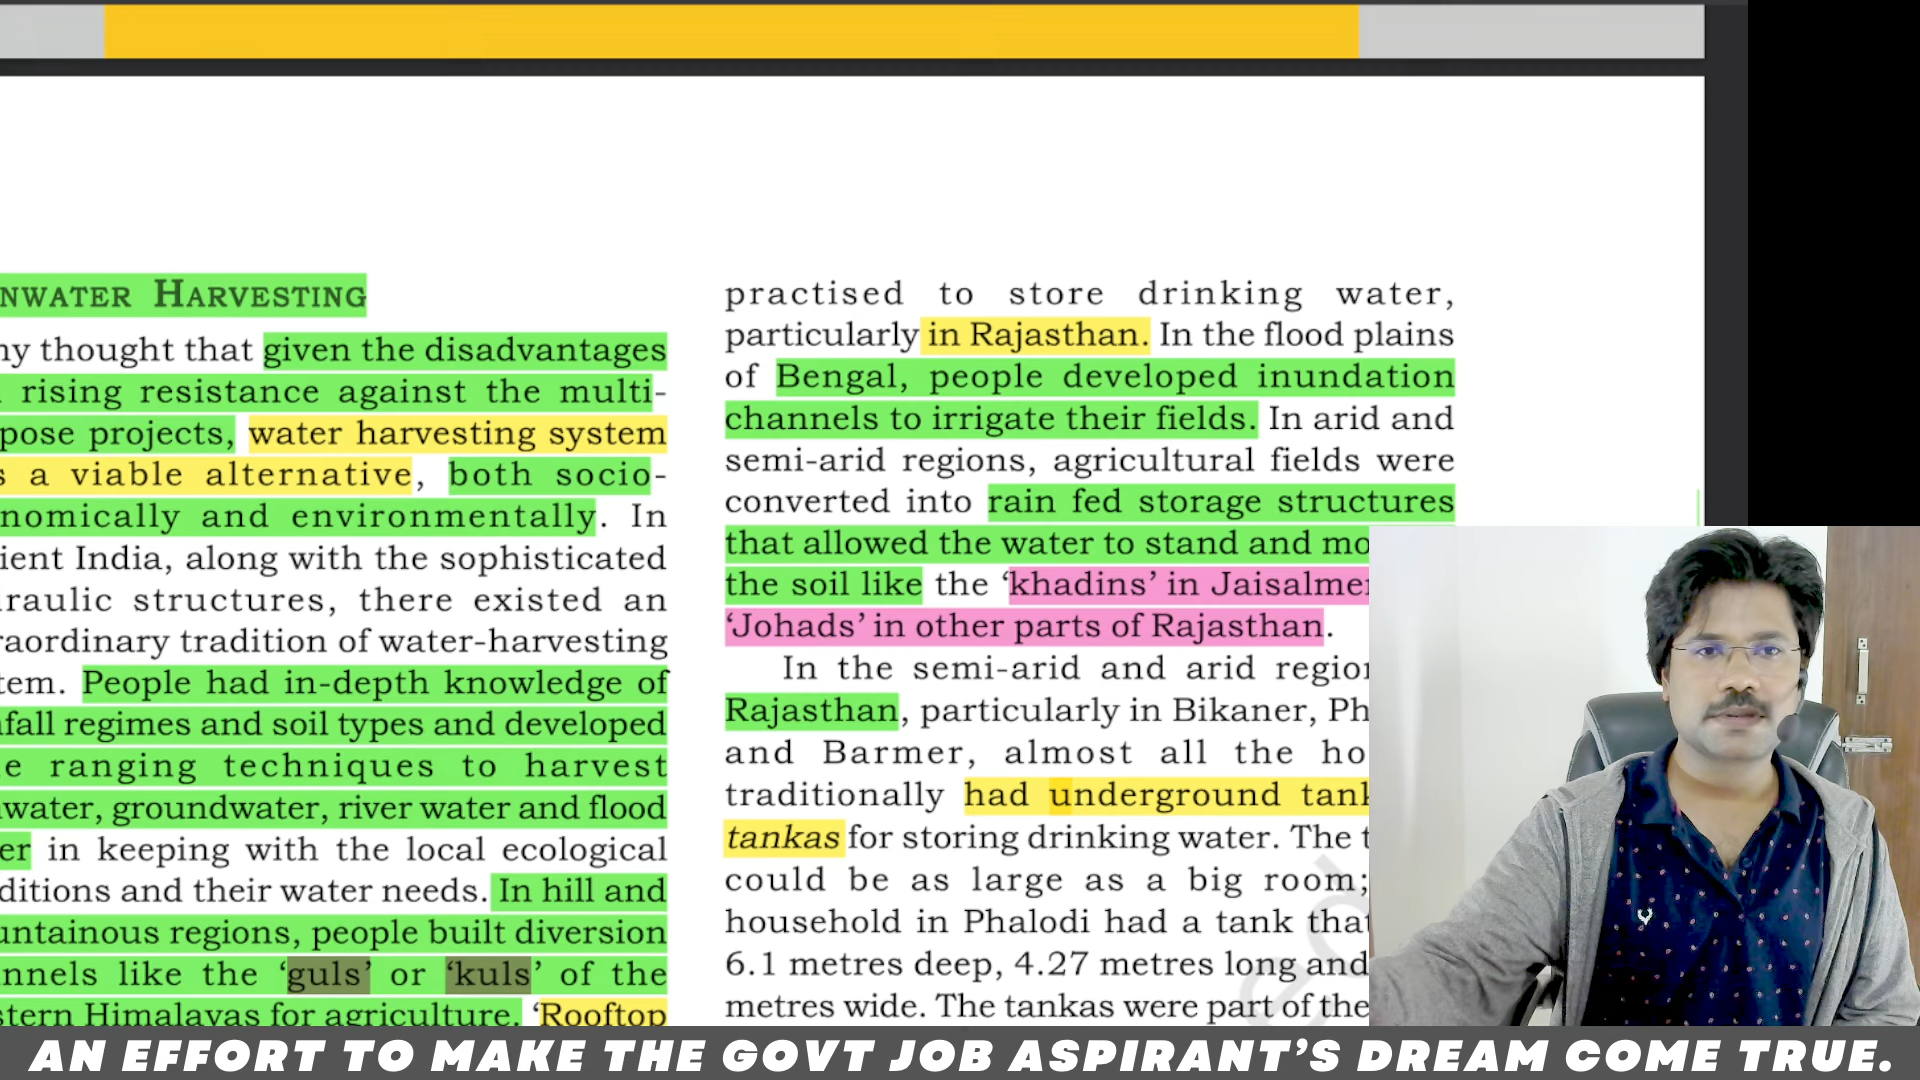 NWATER HARVESTING
ny thought that given the disadvantages
rising resistance against the multi-
pose projects, water harvesting system
s a viable alternative, both socio-
nomically and environmentally. In
ient India, along with the sophisticated
raulic structures, there existed an
raordinary tradition of water-harvesting
tem. People had in-depth knowledge of
nfall regimes and soil types and developed
e ranging techniques to harvest
nwater, groundwater, river water and flood
er in keeping with the local ecological
ditions and their water needs. In hill and
untainous regions, people built diversion
nnels like the ‘guls’ or ‘kuls’ of the
stern Himalayas for agriculture. ‘Rooftop
practised to store drinking water,
particularly in Rajasthan. In the flood plains
of Bengal, people developed inundation
channels to irrigate their fields. In arid and
semi-arid regions, agricultural fields were
converted into rain fed storage structures
that allowed the water to stand and mo
the soil like the ‘khadins’ in Jaisalmer
‘Johads’ in other parts of Rajasthan.
In the semi-arid and arid region
Rajasthan, particularly in Bikaner, Ph
and Barmer, almost all the ho
traditionally had underground tank
tankas for storing drinking water. The t
could be as large as a big room;
household in Phalodi had a tank that
6.1 metres deep, 4.27 metres long and
metres wide. The tankas were part of the
AN EFFORT TO MAKE THE GOVT JOB ASPIRANT’S DREAM COME TRUE.